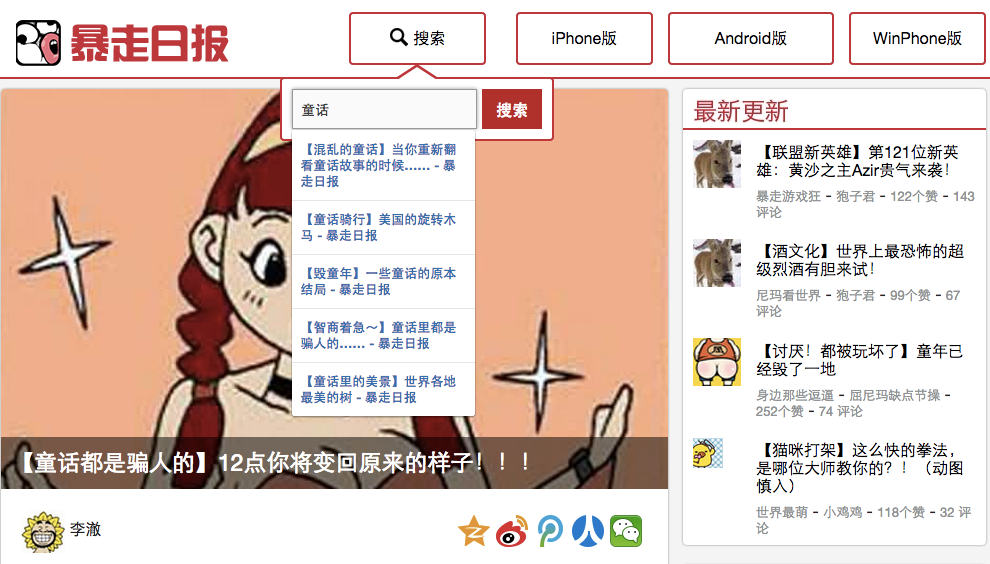 暴走日报
搜索
iPhone版
Android版
WinPhone版
童话
搜索
【混乱的童话】当你重新翻
看童话故事的时候…… - 暴
走日报
【童话骑行】美国的旋转木
马 - 暴走日报
【毁童年】一些童话的原本
结局 - 暴走日报
【智商着急～】童话里都是
骗人的…… - 暴走日报
【童话里的美景】世界各地
最美的树 - 暴走日报
【童话都是骗人的】12点你将变回原来的样子！！！
李澈
最新更新
【联盟新英雄】第121位新英
雄：黄沙之主Azir贵气来袭！
暴走游戏狂 - 狍子君 - 122个赞 - 143
评论
【酒文化】世界上最恐怖的超
级烈酒有胆来试！
尼玛看世界 - 狍子君 - 99个赞 - 67
评论
【讨厌！都被玩坏了】童年已
经毁了一地
身边那些逗逼 - 屈尼玛缺点节操 -
252个赞 - 74 评论
【猫咪打架】这么快的拳法，
是哪位大师教你的？！（动图
慎入）
世界最萌 - 小鸡鸡 - 118个赞 - 32 评
论